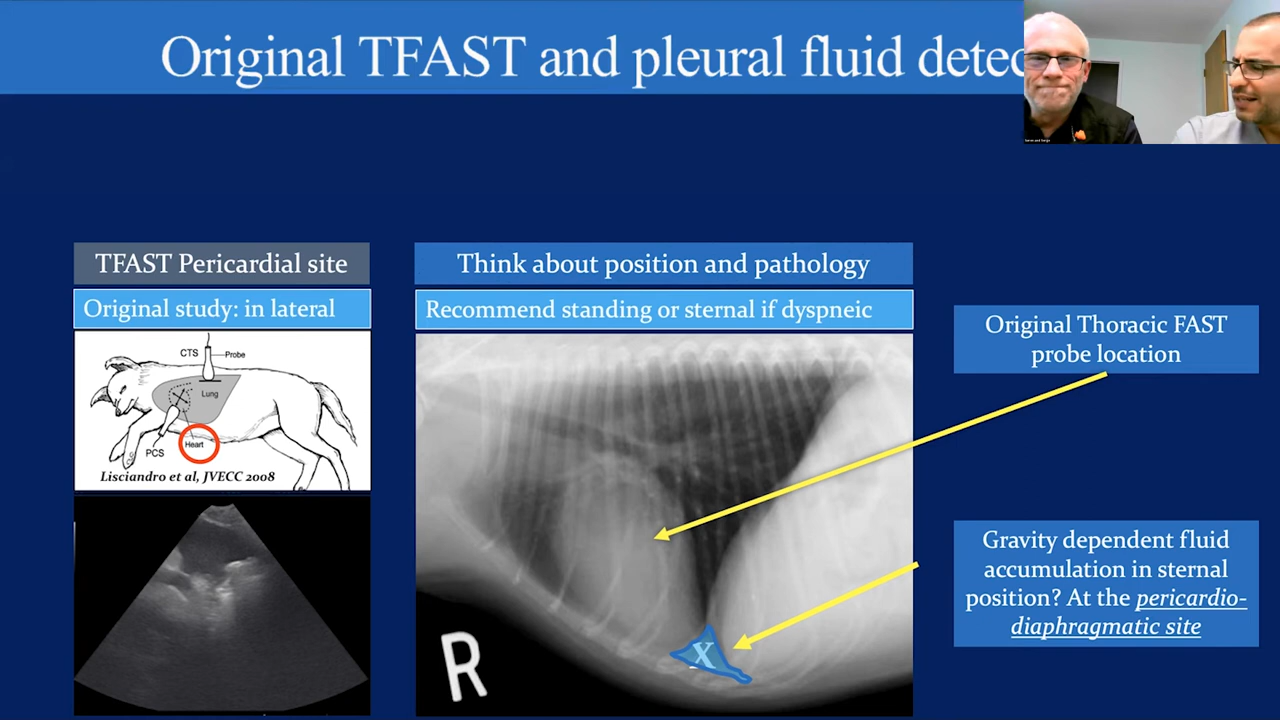 Original TFAST and pleural fluid detec
TFAST Pericardial site
Think about position and pathology
Original study: in lateral
Recommend standing or sternal if dyspneic
CTS
Probe
Lung
Heart
PCS
Lisciandro et al, JVECC 2008
Original Thoracic FAST
probe location
Gravity dependent fluid
accumulation in sternal
position? At the pericardio-
diaphragmatic site
X
R